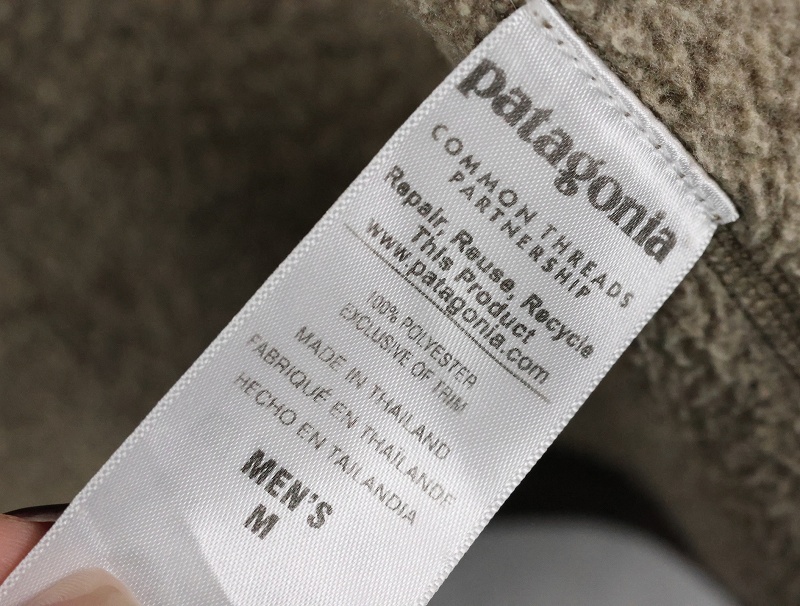 patagonia
COMMON THREADS
PARTNERSHIP
Repair, Reuse, Recycle
This Product
www.patagonia.com
100% POLYESTER
EXCLUSIVE OF TRIM
MADE IN THAILAND
FABRIQUÉ EN THAÏLANDE
HECHO EN TAILANDIA
MEN'S
M